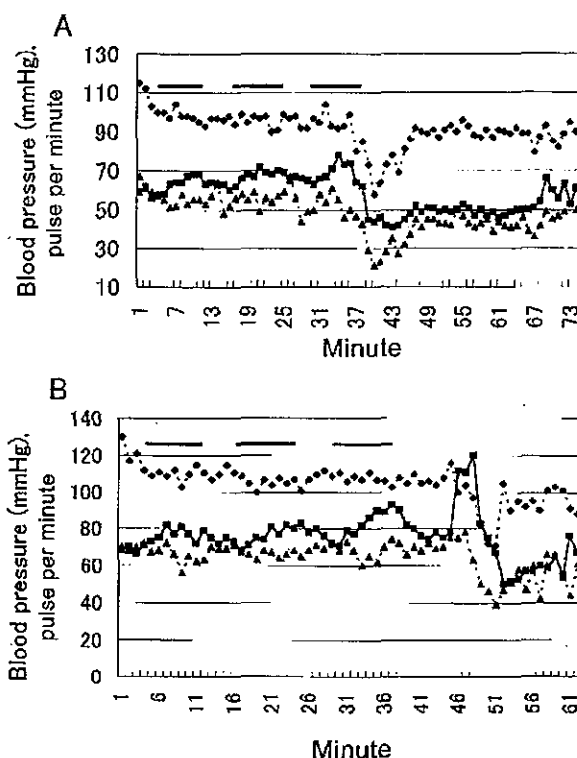 A
Blood pressure (mmHg),
pulse per minute
130
110
90
70
50
30
10
1 7 13 19 25 31 37 43 49 55 61 67 73
Minute
B
Blood pressure (mmHg),
pulse per minute
140
120
100
80
60
40
20
0
1 6 11 16 21 26 31 36 41 46 51 56 61
Minute